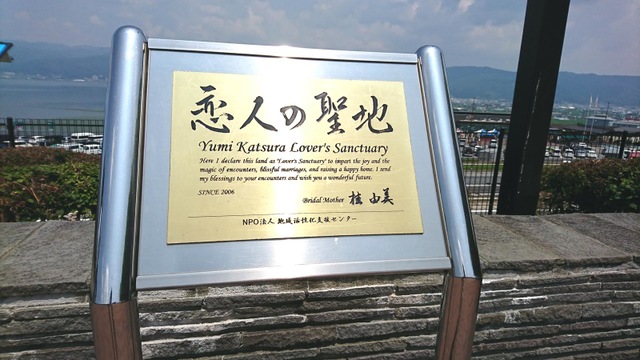 恋人の聖地
Yumi Katsura Lover's Sanctuary
Here I declare this land as 'Lover's Sanctuary' to impart the joy and the
magic of encounters, blissful marriages, and raising a happy home. I send
my blessings to your encounters and wish you a wonderful future.
SINCE 2006
Bridal Mother 桂 由美
NPO法人 地域活性化支援センター